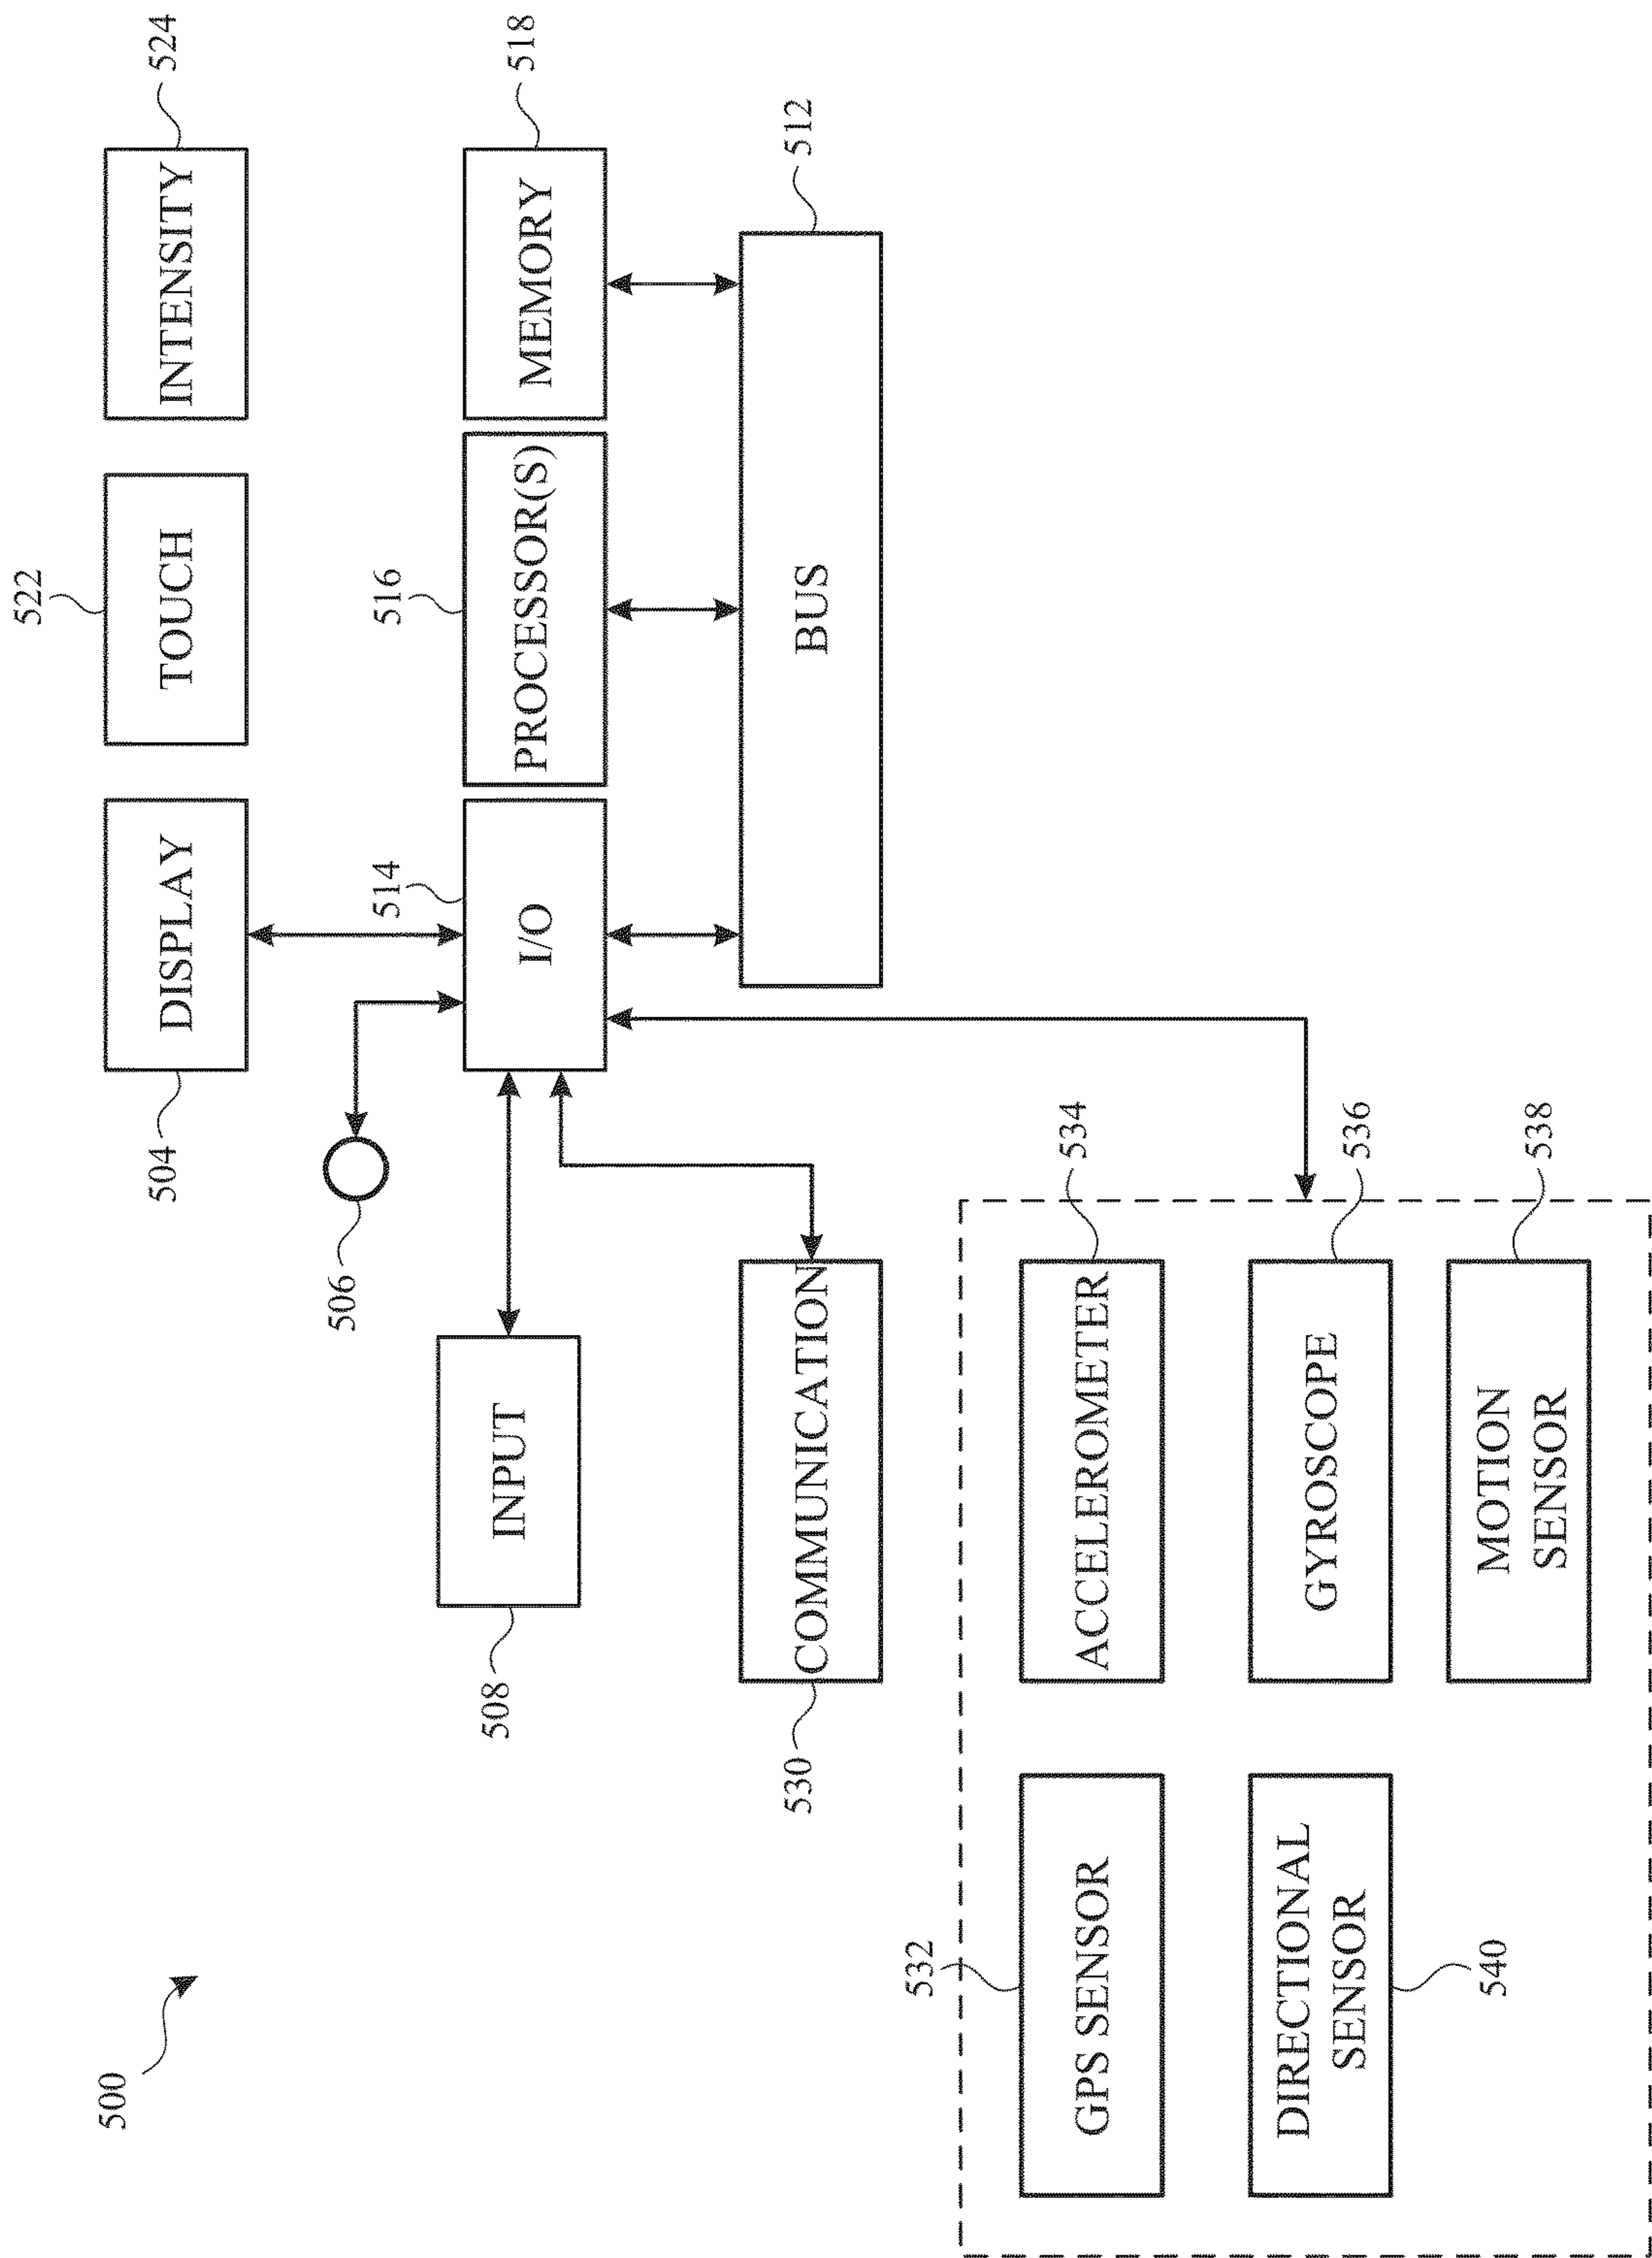 500
522
524
DISPLAY
TOUCH
INTENSITY
504
506
514
516
518
INPUT
I/O
PROCESSOR(S)
MEMORY
508
512
COMMUNICATION
BUS
530
532
534
GPS SENSOR
ACCELEROMETER
536
DIRECTIONAL
SENSOR
GYROSCOPE
540
538
MOTION
SENSOR